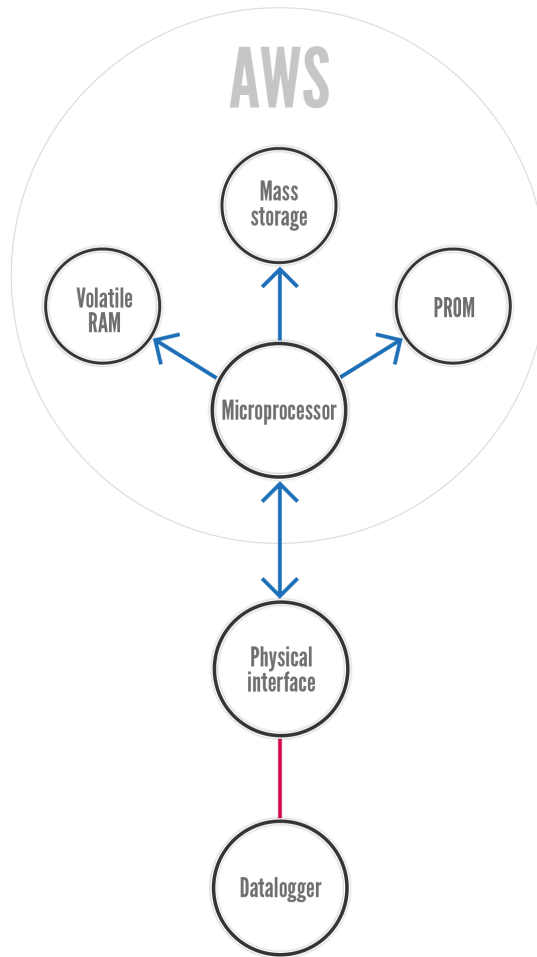 AWS
Mass
storage
Volatile
RAM
PROM
Microprocessor
Physical
interface
Datalogger